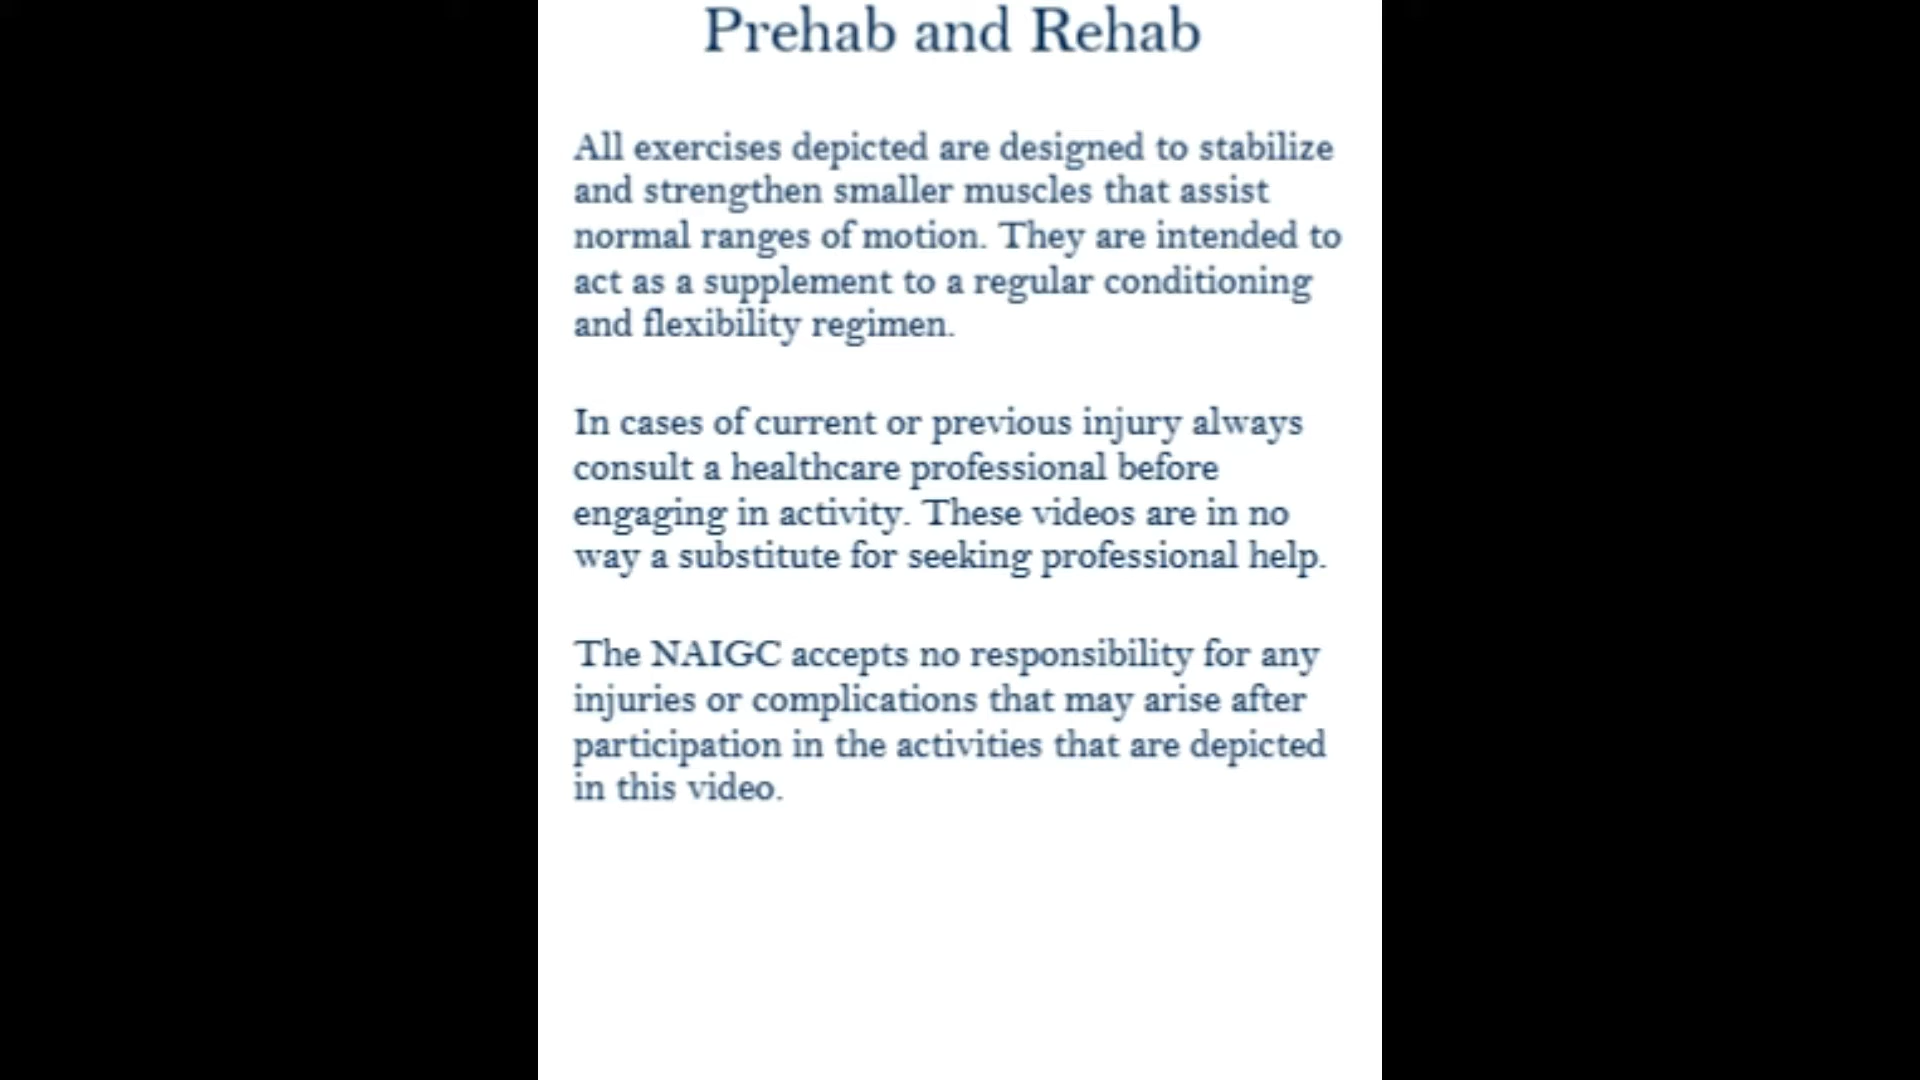 Prehab and Rehab
All exercises depicted are designed to stabilize
and strengthen smaller muscles that assist
normal ranges of motion. They are intended to
act as a supplement to a regular conditioning
and flexibility regimen.
In cases of current or previous injury always
consult a healthcare professional before
engaging in activity. These videos are in no
way a substitute for seeking professional help.
The NAIGC accepts no responsibility for any
injuries or complications that may arise after
participation in the activities that are depicted
in this video.